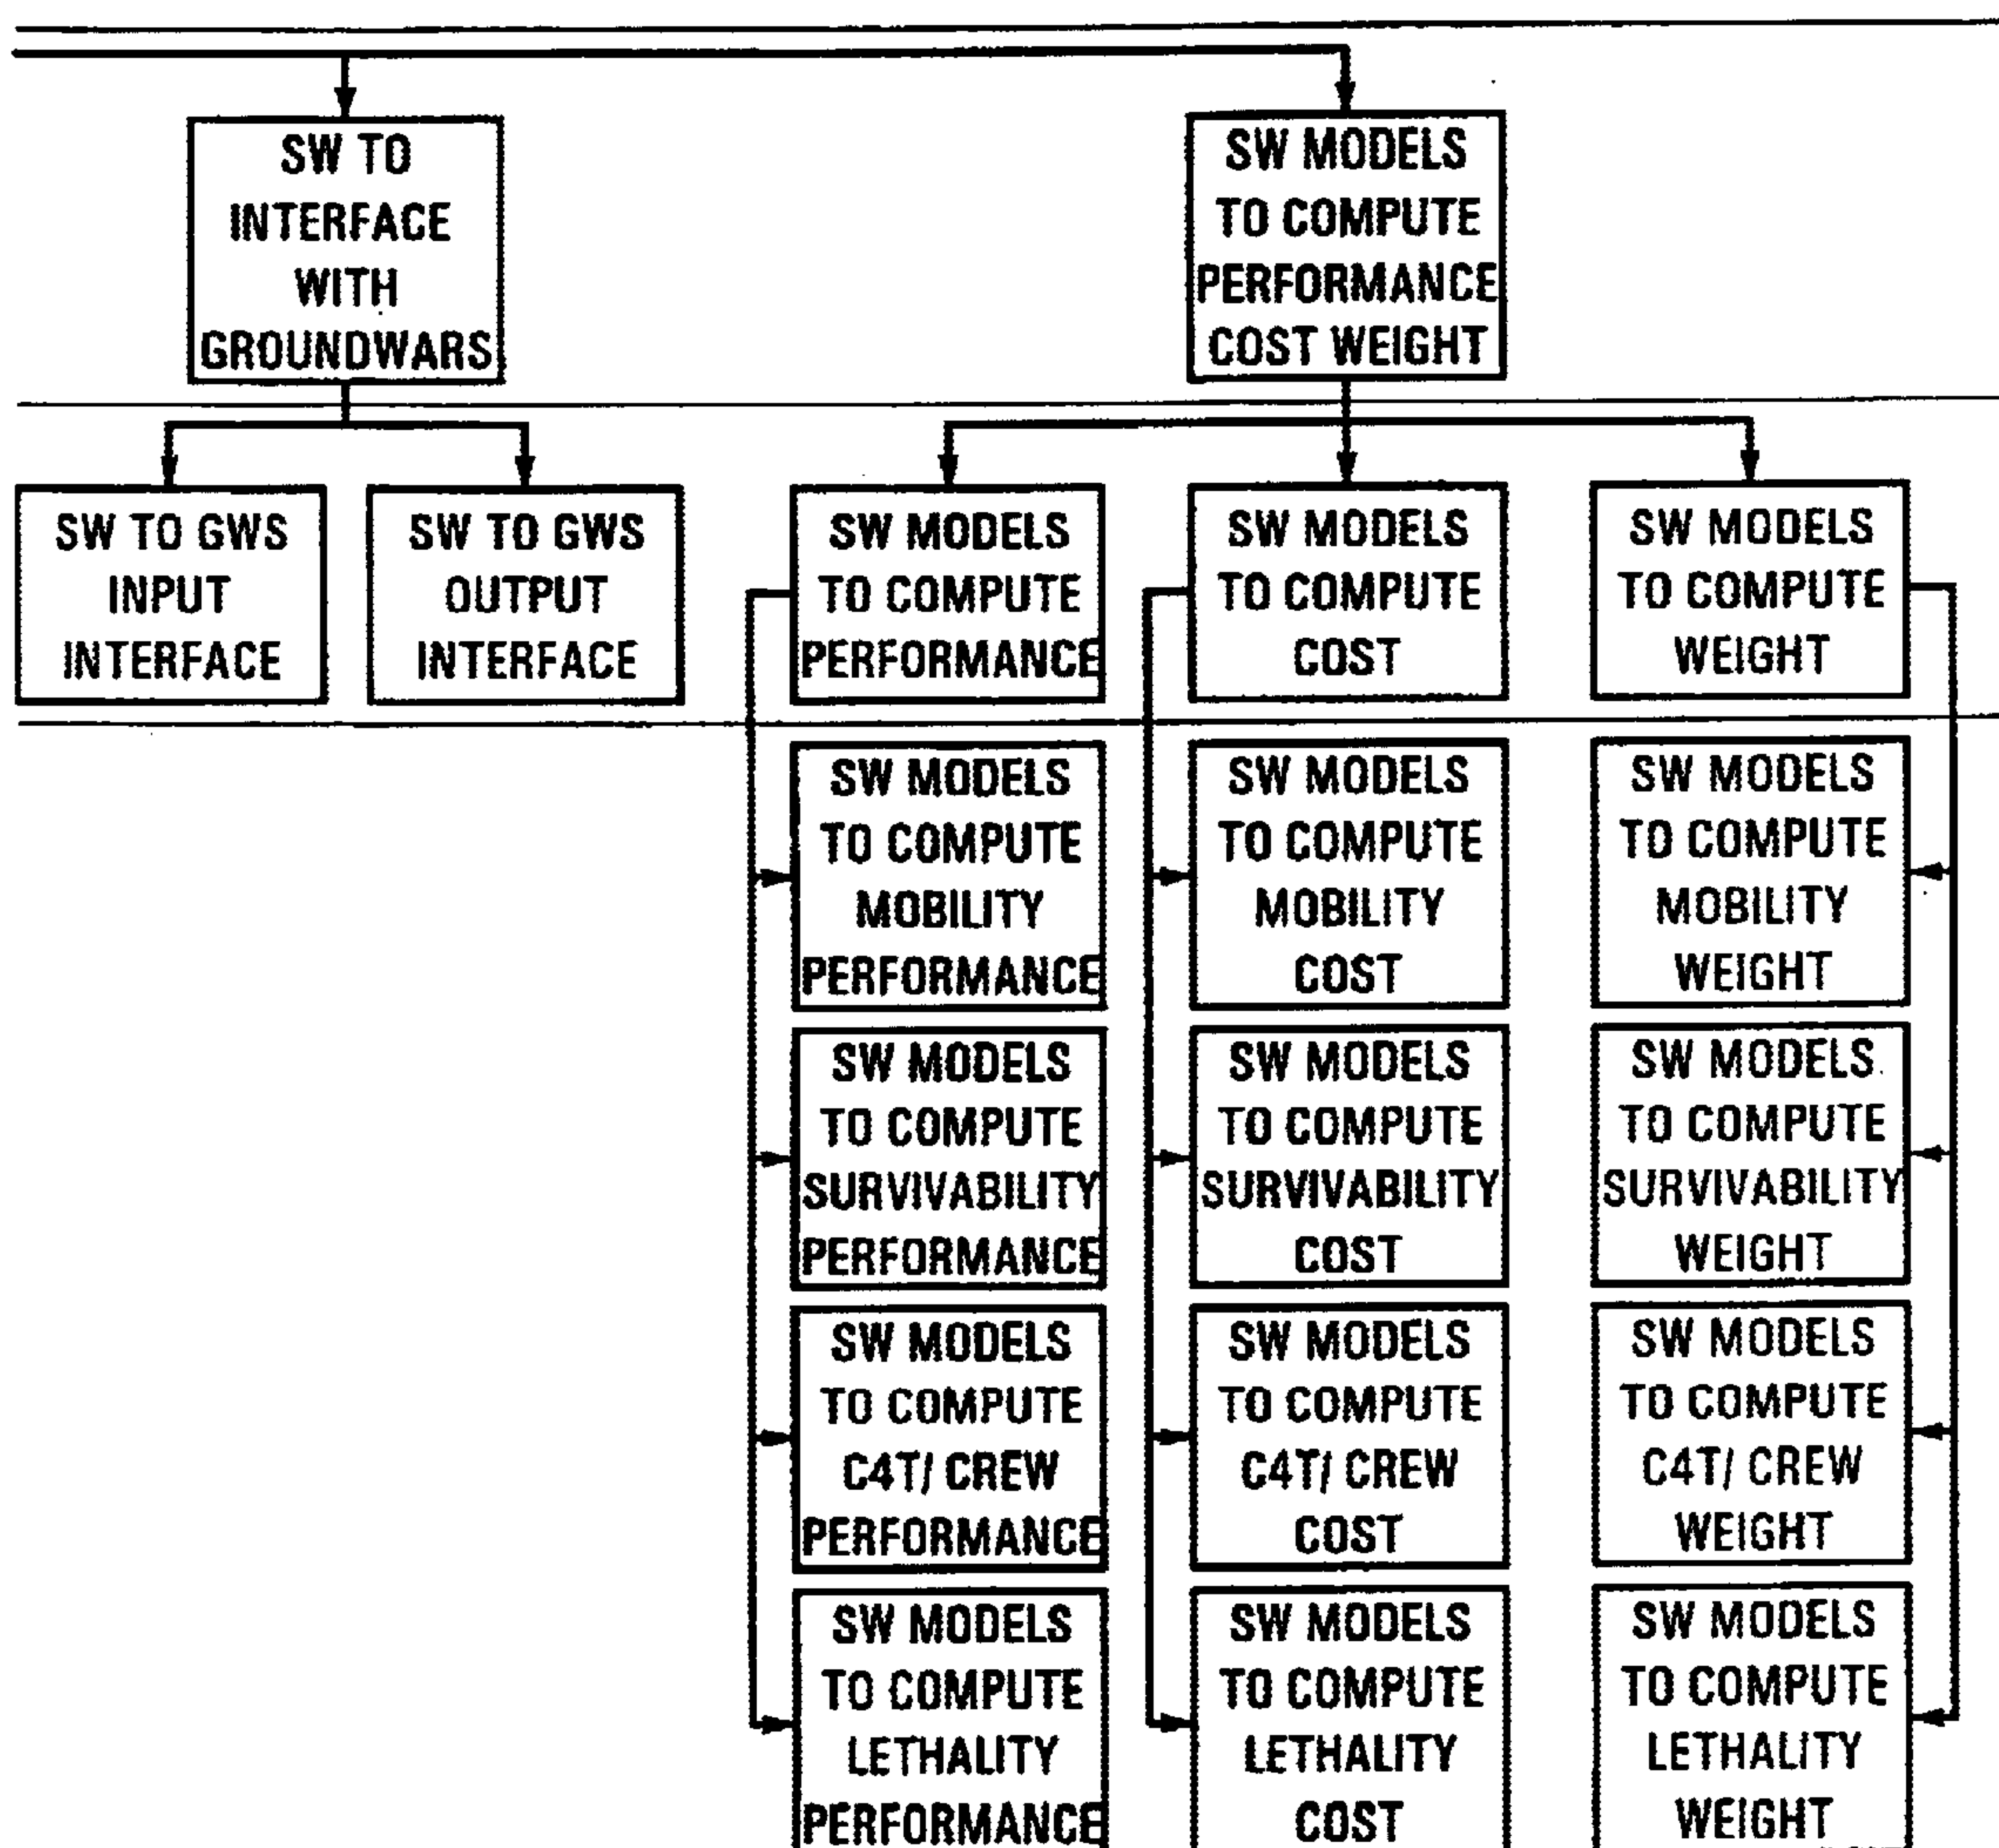 SW TO
INTERFACE
WITH
GROUNDWARS
SW MODELS
TO COMPUTE
PERFORMANCE
COST WEIGHT
SW TO GWS
INPUT
INTERFACE
SW TO GWS
OUTPUT
INTERFACE
SW MODELS
TO COMPUTE
PERFORMANCE
SW MODELS
TO COMPUTE
COST
SW MODELS
TO COMPUTE
WEIGHT
SW MODELS
TO COMPUTE
MOBILITY
PERFORMANCE
SW MODELS
TO COMPUTE
MOBILITY
COST
SW MODELS
TO COMPUTE
MOBILITY
WEIGHT
SW MODELS
TO COMPUTE
SURVIVABILITY
PERFORMANCE
SW MODELS
TO COMPUTE
SURVIVABILITY
COST
SW MODELS
TO COMPUTE
SURVIVABILITY
WEIGHT
SW MODELS
TO COMPUTE
C4T/ CREW
PERFORMANCE
SW MODELS
TO COMPUTE
C4T/ CREW
COST
SW MODELS
TO COMPUTE
C4T/ CREW
WEIGHT
SW MODELS
TO COMPUTE
LETHALITY
PERFORMANCE
SW MODELS
TO COMPUTE
LETHALITY
COST
SW MODELS
TO COMPUTE
LETHALITY
WEIGHT